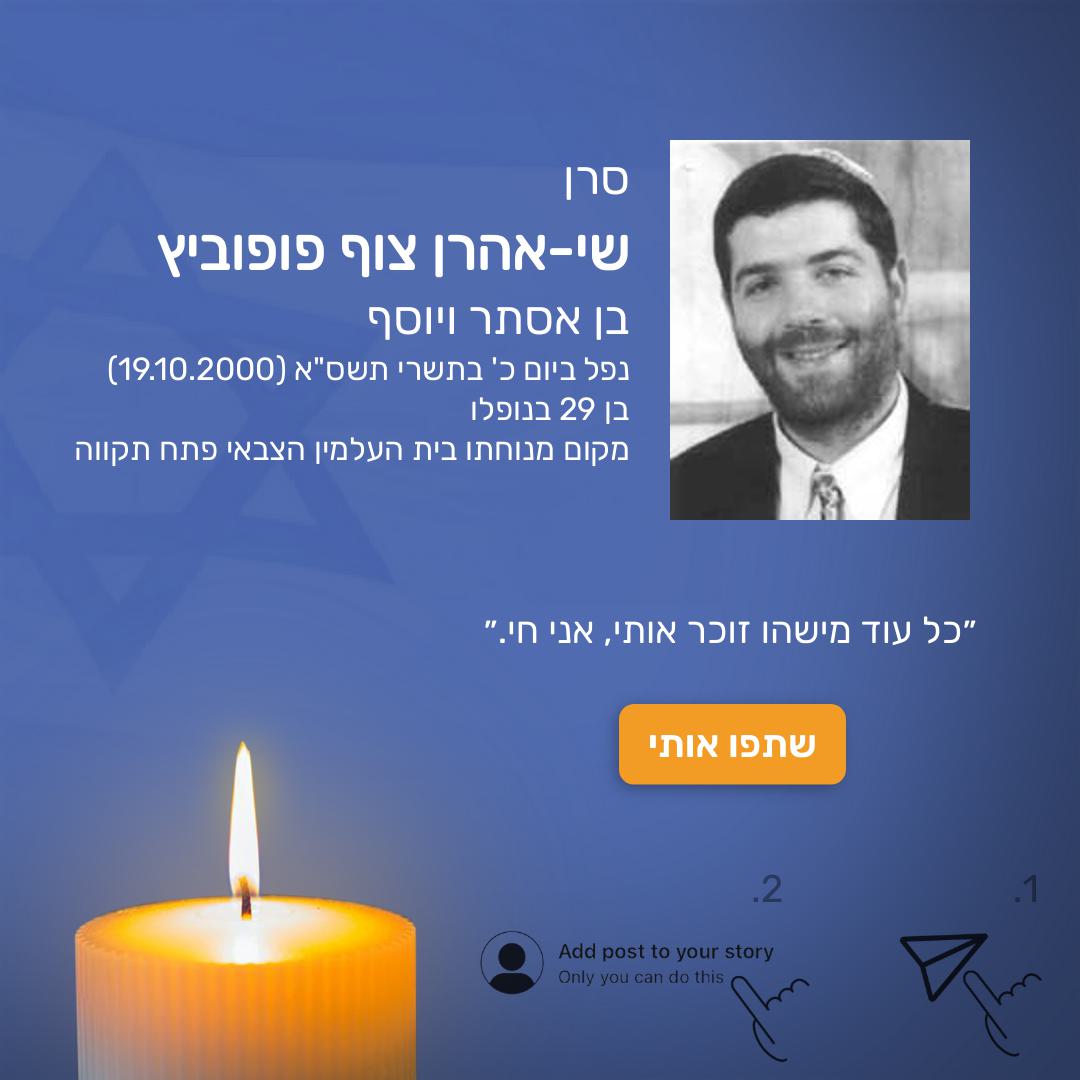 סרן
שי-אהרן צוף פופוביץ
בן אסתר ויוסף
נפל ביום כ' בתשרי תשס"א (19.10.2000)
בן 29 בנופלו
מקום מנוחתו בית העלמין הצבאי פתח תקווה
״כל עוד מישהו זוכר אותי, אני חי.״
שתפו אותי
.1
.2
Add post to your story
Only you can do this